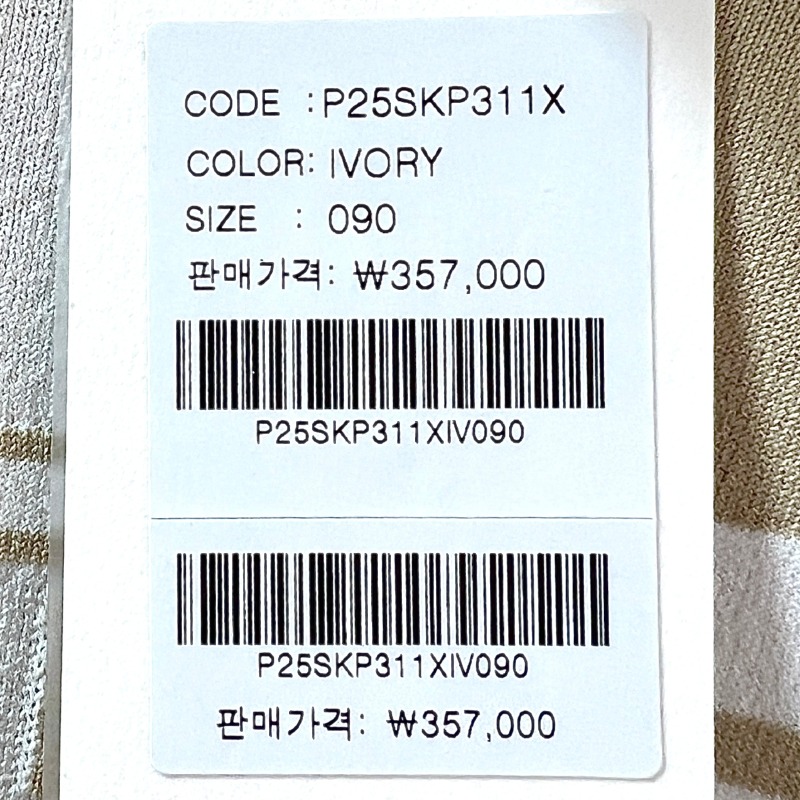 CODE : P25SKP311X
COLOR: IVORY
SIZE : 090
판매가격: ₩357,000
P25SKP311XIV090
P25SKP311XIV090
판매가격: ₩357,000